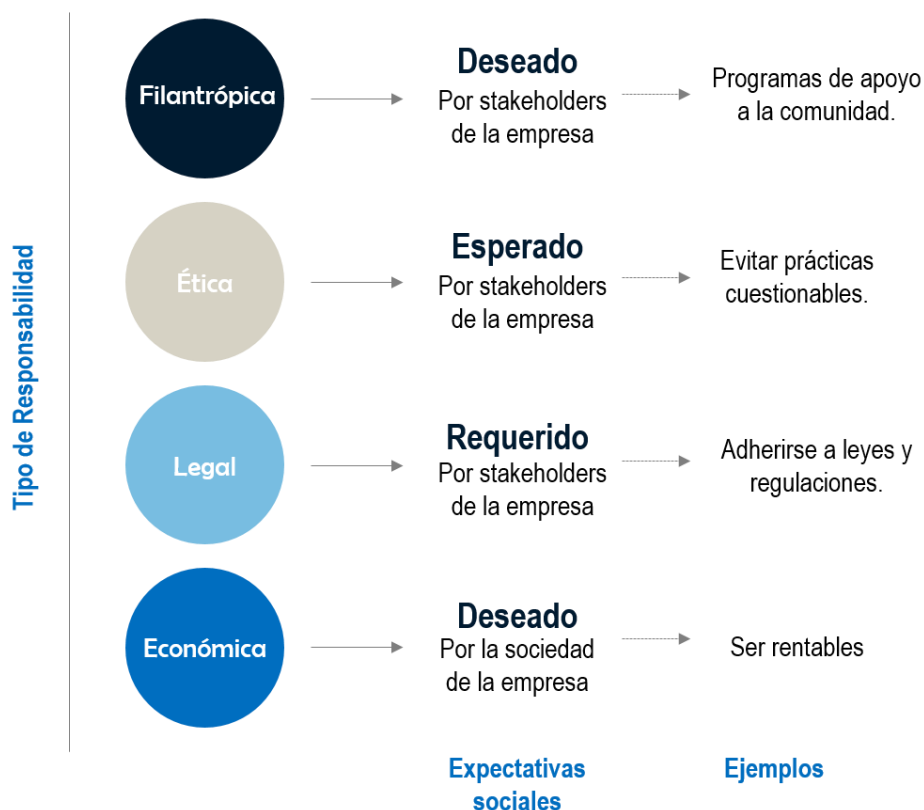 Tipo de Responsabilidad
Filantrópica
Deseado
Por stakeholders
de la empresa
Programas de apoyo
a la comunidad.
Ética
Esperado
Por stakeholders
de la empresa
Evitar prácticas
cuestionables.
Legal
Requerido
Por stakeholders
de la empresa
Adherirse a leyes y
regulaciones.
Económica
Deseado
Por la sociedad
de la empresa
Ser rentables
Expectativas
sociales
Ejemplos